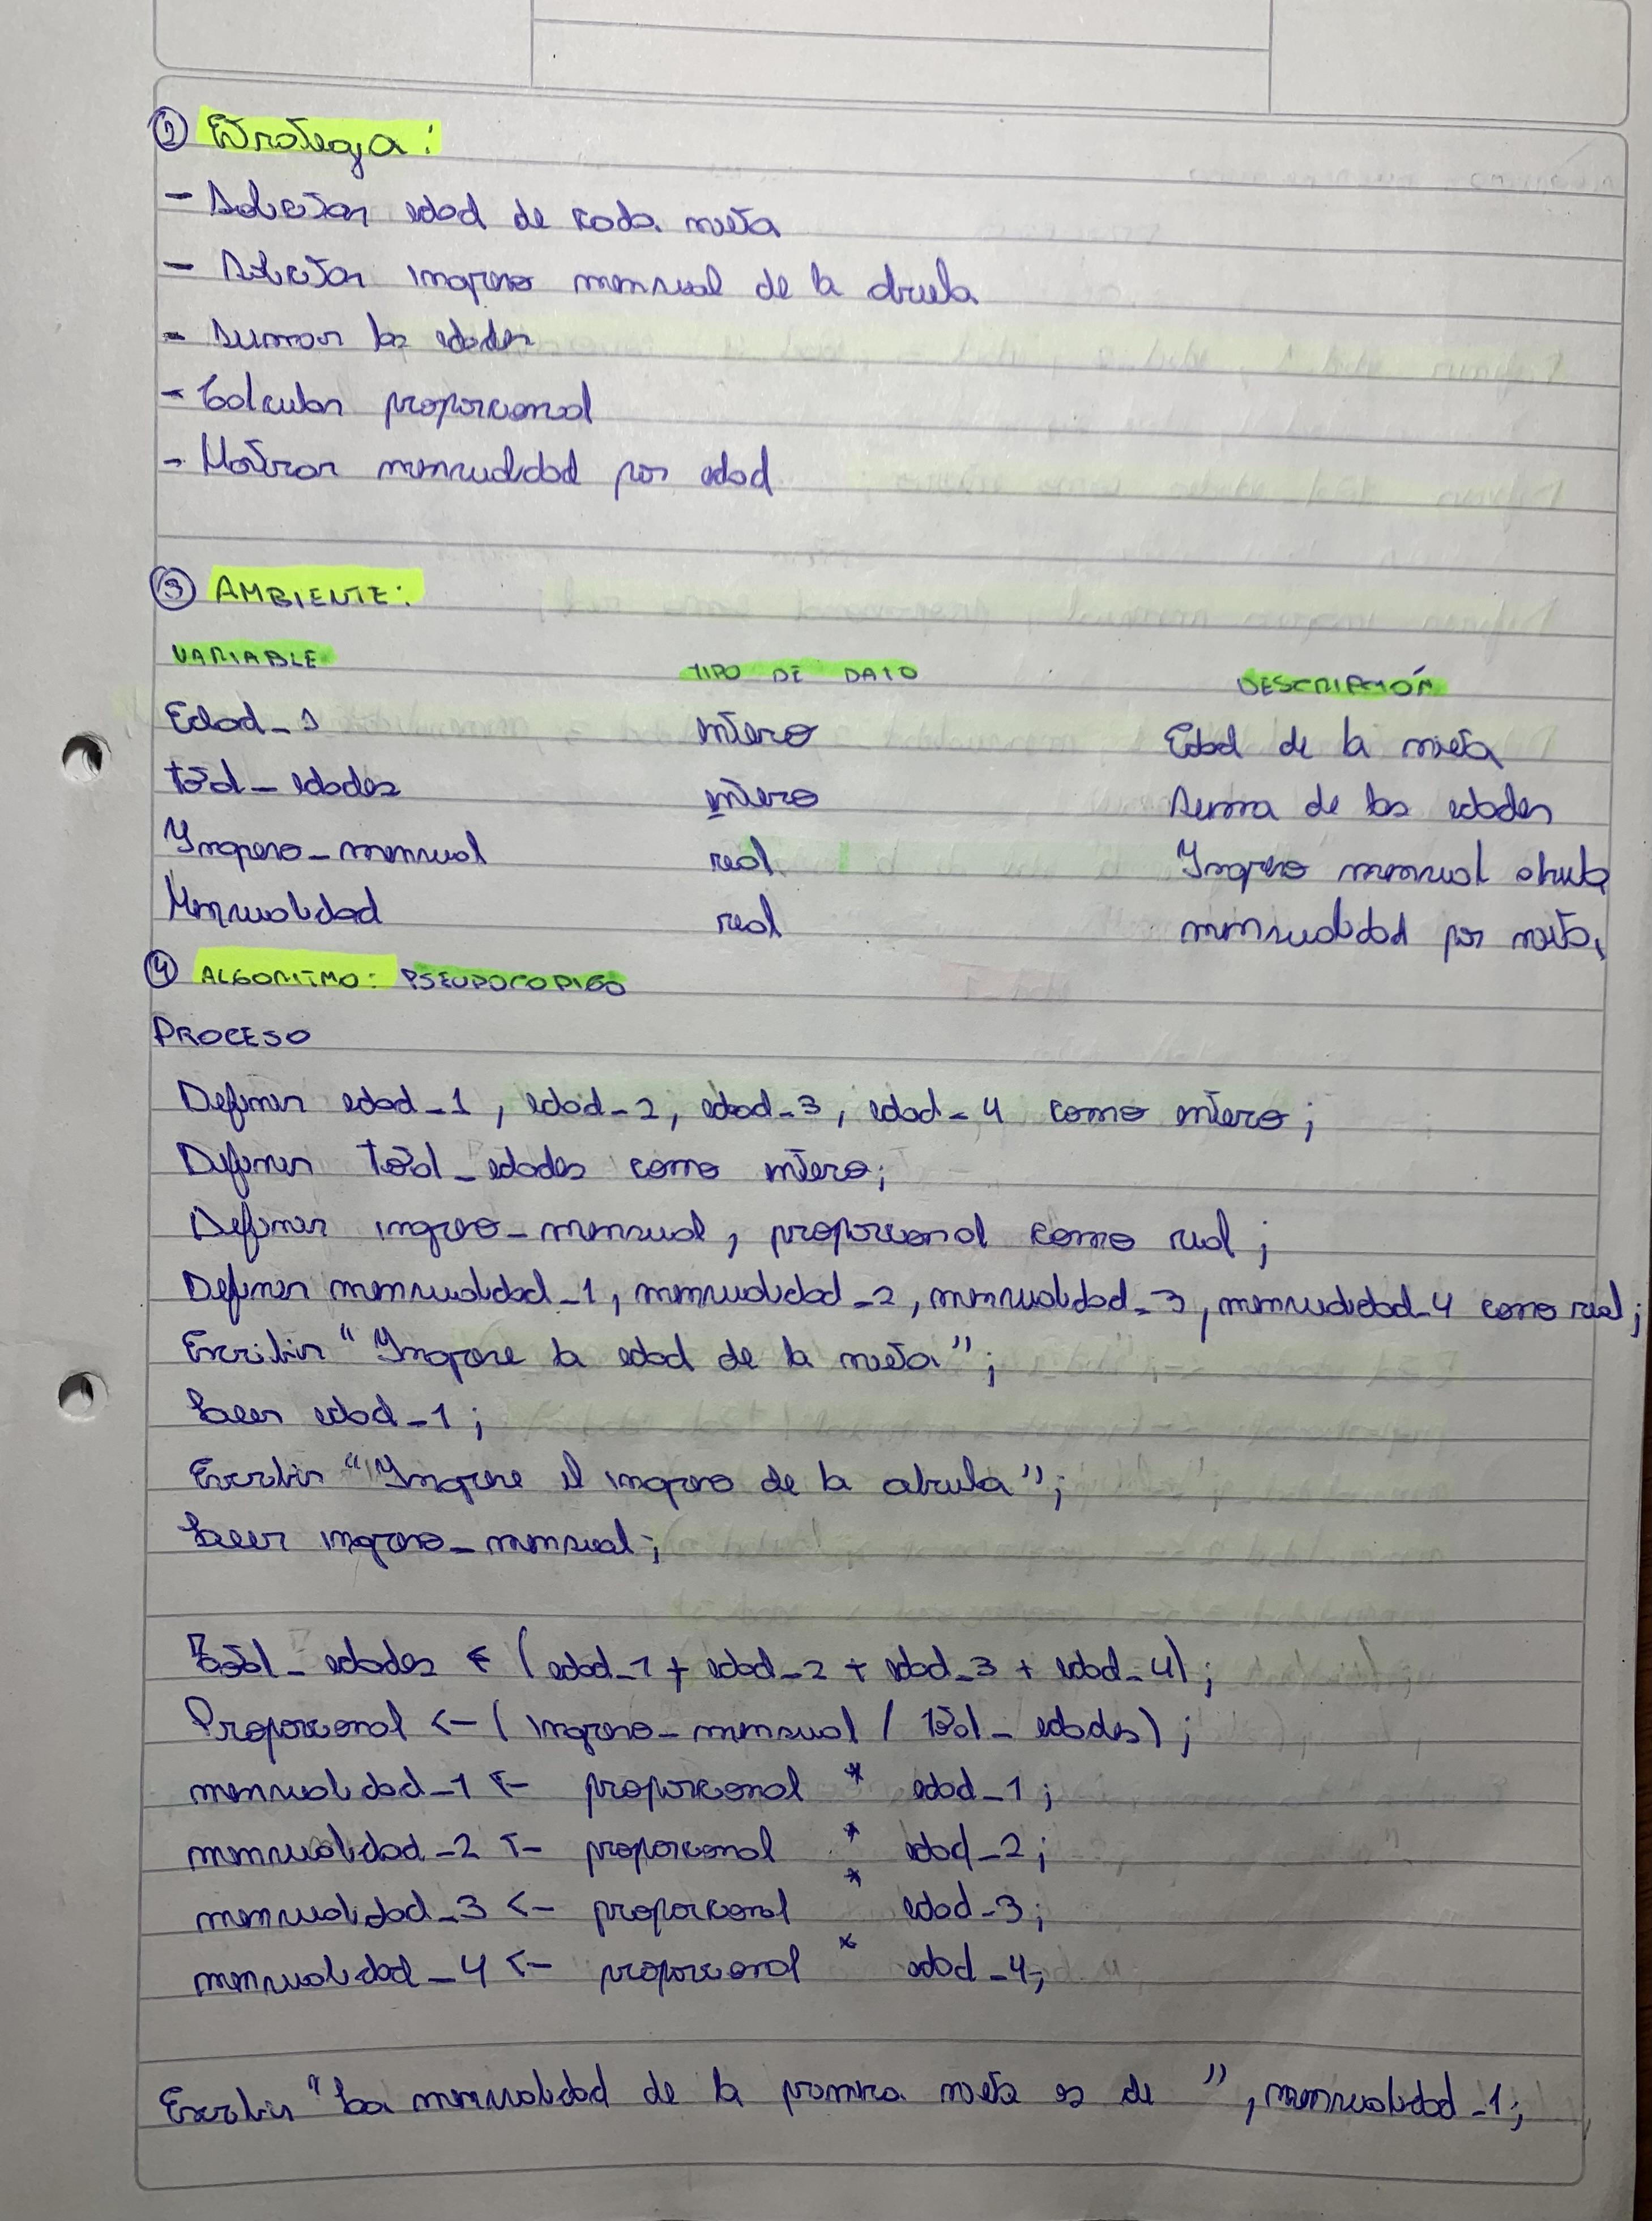 ② Estrategia:
- Solicitar edad de cada nieta
- Solicitar ingreso mensual de la abuela
- Sumar las edades
- Calcular proporcional
- Mostrar mensualidad por edad
③ AMBIENTE:
VARIABLE TIPO DE DATO DESCRIPCIÓN
Edad_1 entero Edad de la nieta
total_edades entero Suma de las edades
Ingreso_mensual real Ingreso mensual abuela
Mensualidad real mensualidad por nieta.
④ ALGORITMO: PSEUDOCODIGO
PROCESO
Definir edad_1, edad_2, edad_3, edad_4 como entero;
Definir total_edades como entero;
Definir ingreso_mensual, proporcional como real;
Definir mensualidad_1, mensualidad_2, mensualidad_3, mensualidad_4 como real;
Escribir "Ingrese la edad de la nieta";
Leer edad_1;
Escribir "Ingrese el ingreso de la abuela";
Leer ingreso_mensual;
Total_edades ← (edad_1 + edad_2 + edad_3 + edad_4);
Proporcional <- (ingreso_mensual / total_edades);
mensualidad_1 <- proporcional * edad_1;
mensualidad_2 <- proporcional * edad_2;
mensualidad_3 <- proporcional * edad_3;
mensualidad_4 <- proporcional * edad_4;
Escribir "La mensualidad de la primera nieta es de ", mensualidad_1;